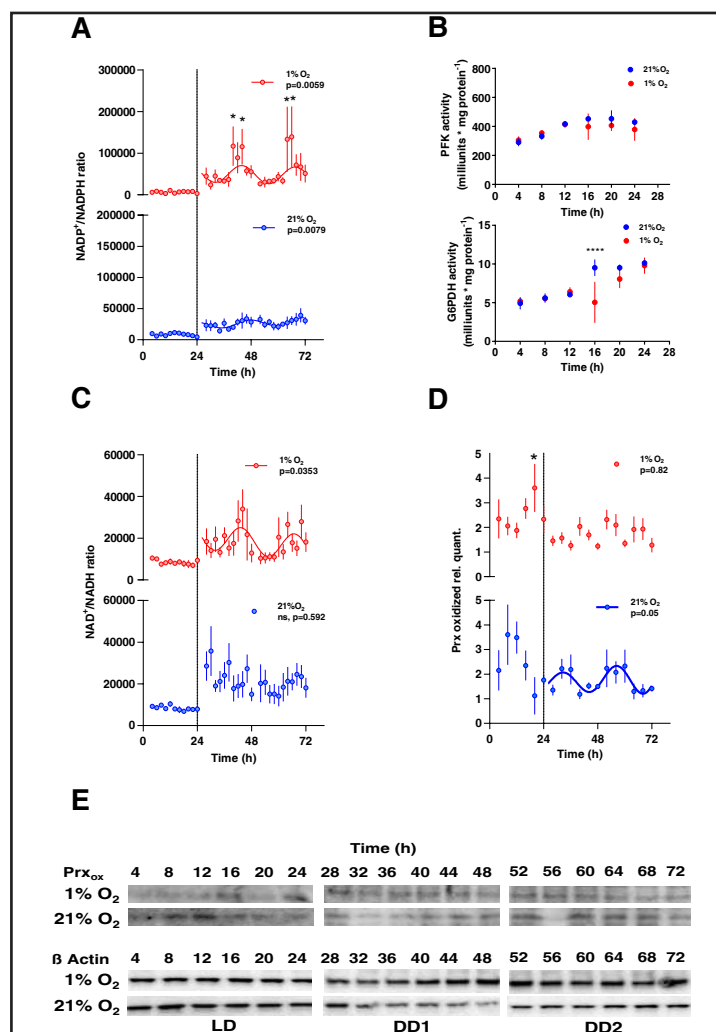 A
B
300000
250000
200000
150000
100000
50000
0
200000
150000
100000
50000
0
NADP+/NADPH ratio
1% O2
p=0.0059
* *
**
21% O2
p=0.0079
0 24 48 72
Time (h)
800
600
400
200
0
PFK activity
(milliunits * mg protein-1)
21%O2
1% O2
0 4 8 12 16 20 24 28
Time (h)
15
10
5
0
G6PDH activity
(milliunits * mg protein-1)
****
21%O2
1% O2
0 4 8 12 16 20 24 28
Time (h)
C
D
60000
40000
20000
0
40000
20000
0
NAD+/NADH ratio
1% O2
p=0.0353
21%O2
ns, p=0.592
0 24 48 72
Time (h)
5
4
3
2
1
0
5
4
3
2
1
0
Prx oxidized rel. quant.
*
1% O2
p=0.82
21% O2
p=0.05
0 24 48 72
Time (h)
E
Time (h)
Prxox 4 8 12 16 20 24 28 32 36 40 44 48 52 56 60 64 68 72
1% O2
21% O2
ß Actin 4 8 12 16 20 24 28 32 36 40 44 48 52 56 60 64 68 72
1% O2
21% O2
LD DD1 DD2